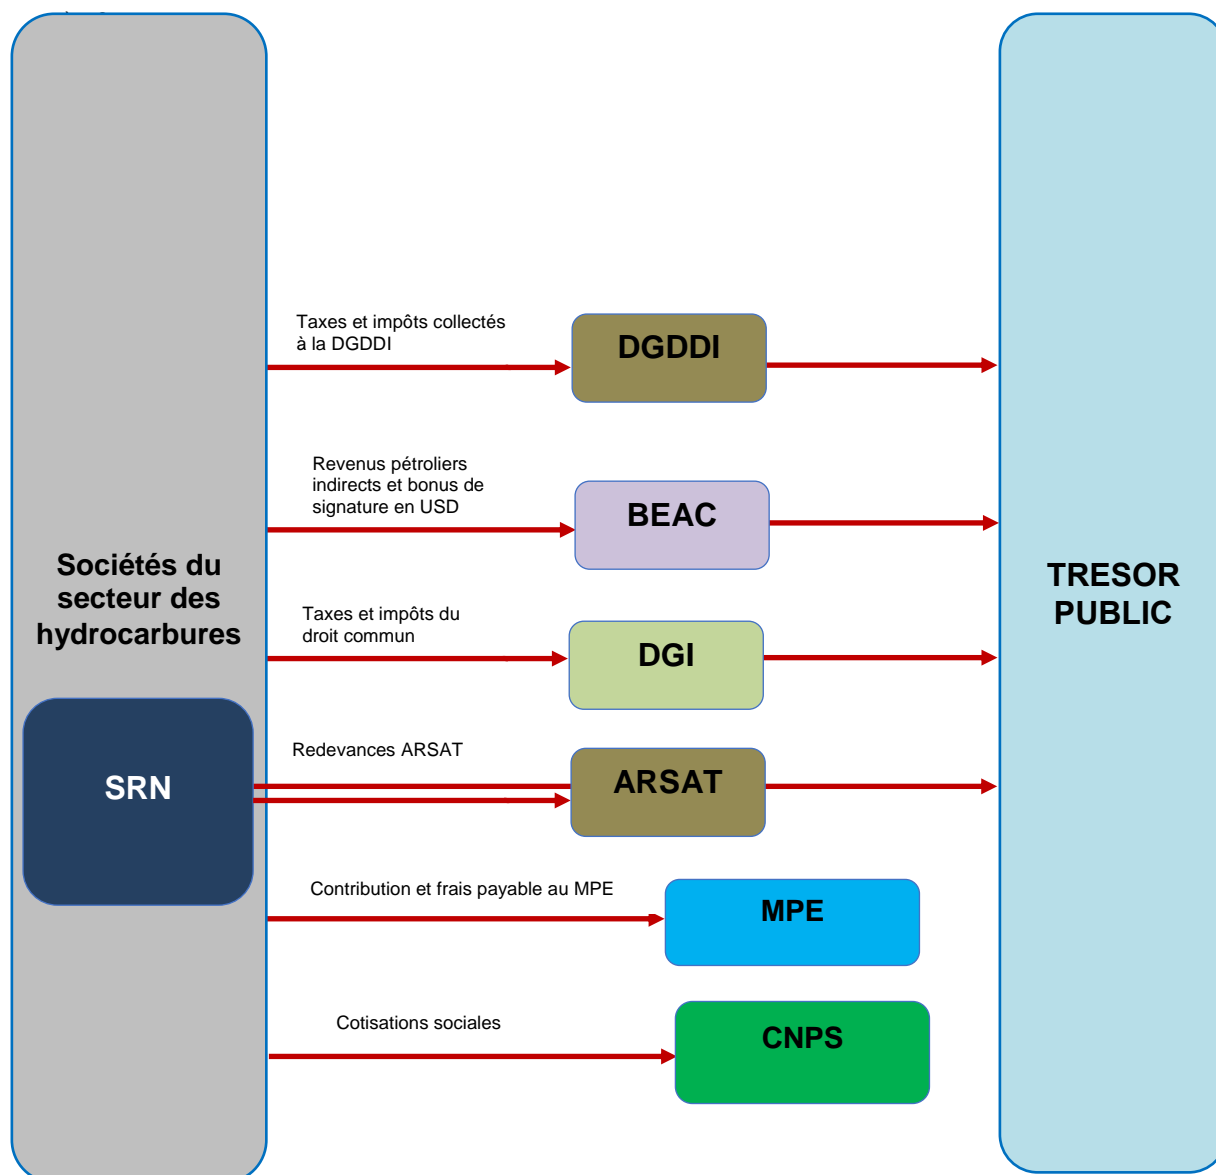 Taxes et impôts collectés
à la DGDDI
DGDDI
Revenus pétroliers
indirects et bonus de
signature en USD
BEAC
Sociétés du
secteur des
hydrocarbures
TRESOR
PUBLIC
Taxes et impôts du
droit commun
DGI
SRN
Redevances ARSAT
ARSAT
Contribution et frais payable au MPE
MPE
Cotisations sociales
CNPS